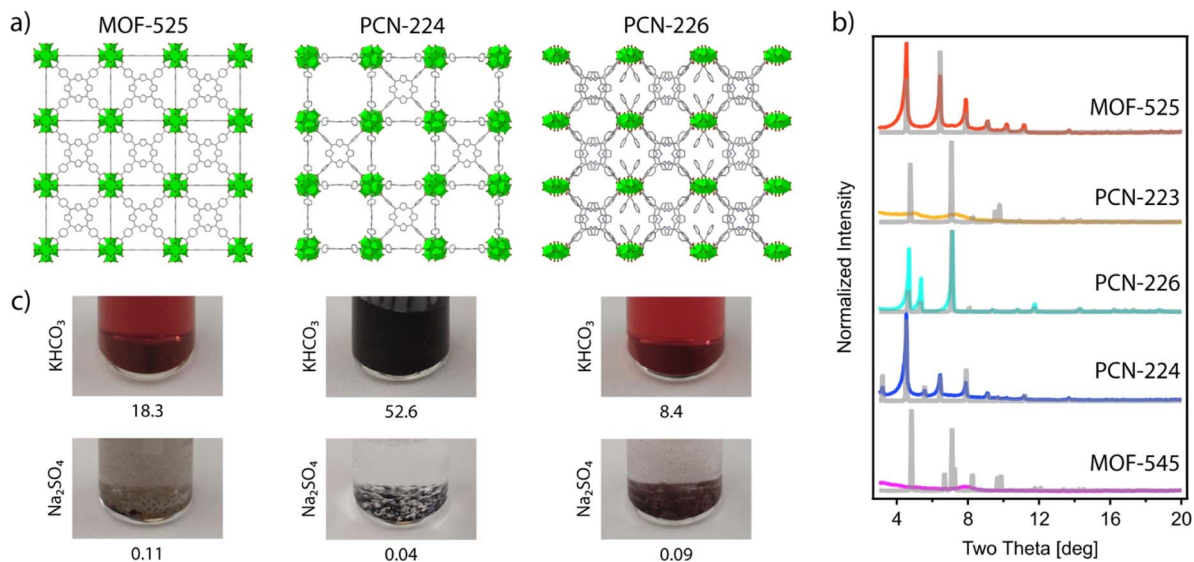 a)
MOF-525
PCN-224
PCN-226
c)
KHCO₃
KHCO₃
KHCO₃
18.3
52.6
8.4
Na₂SO₄
Na₂SO₄
Na₂SO₄
0.11
0.04
0.09
b)
Normalized Intensity
MOF-525
PCN-223
PCN-226
PCN-224
MOF-545
4 8 12 16 20
Two Theta [deg]